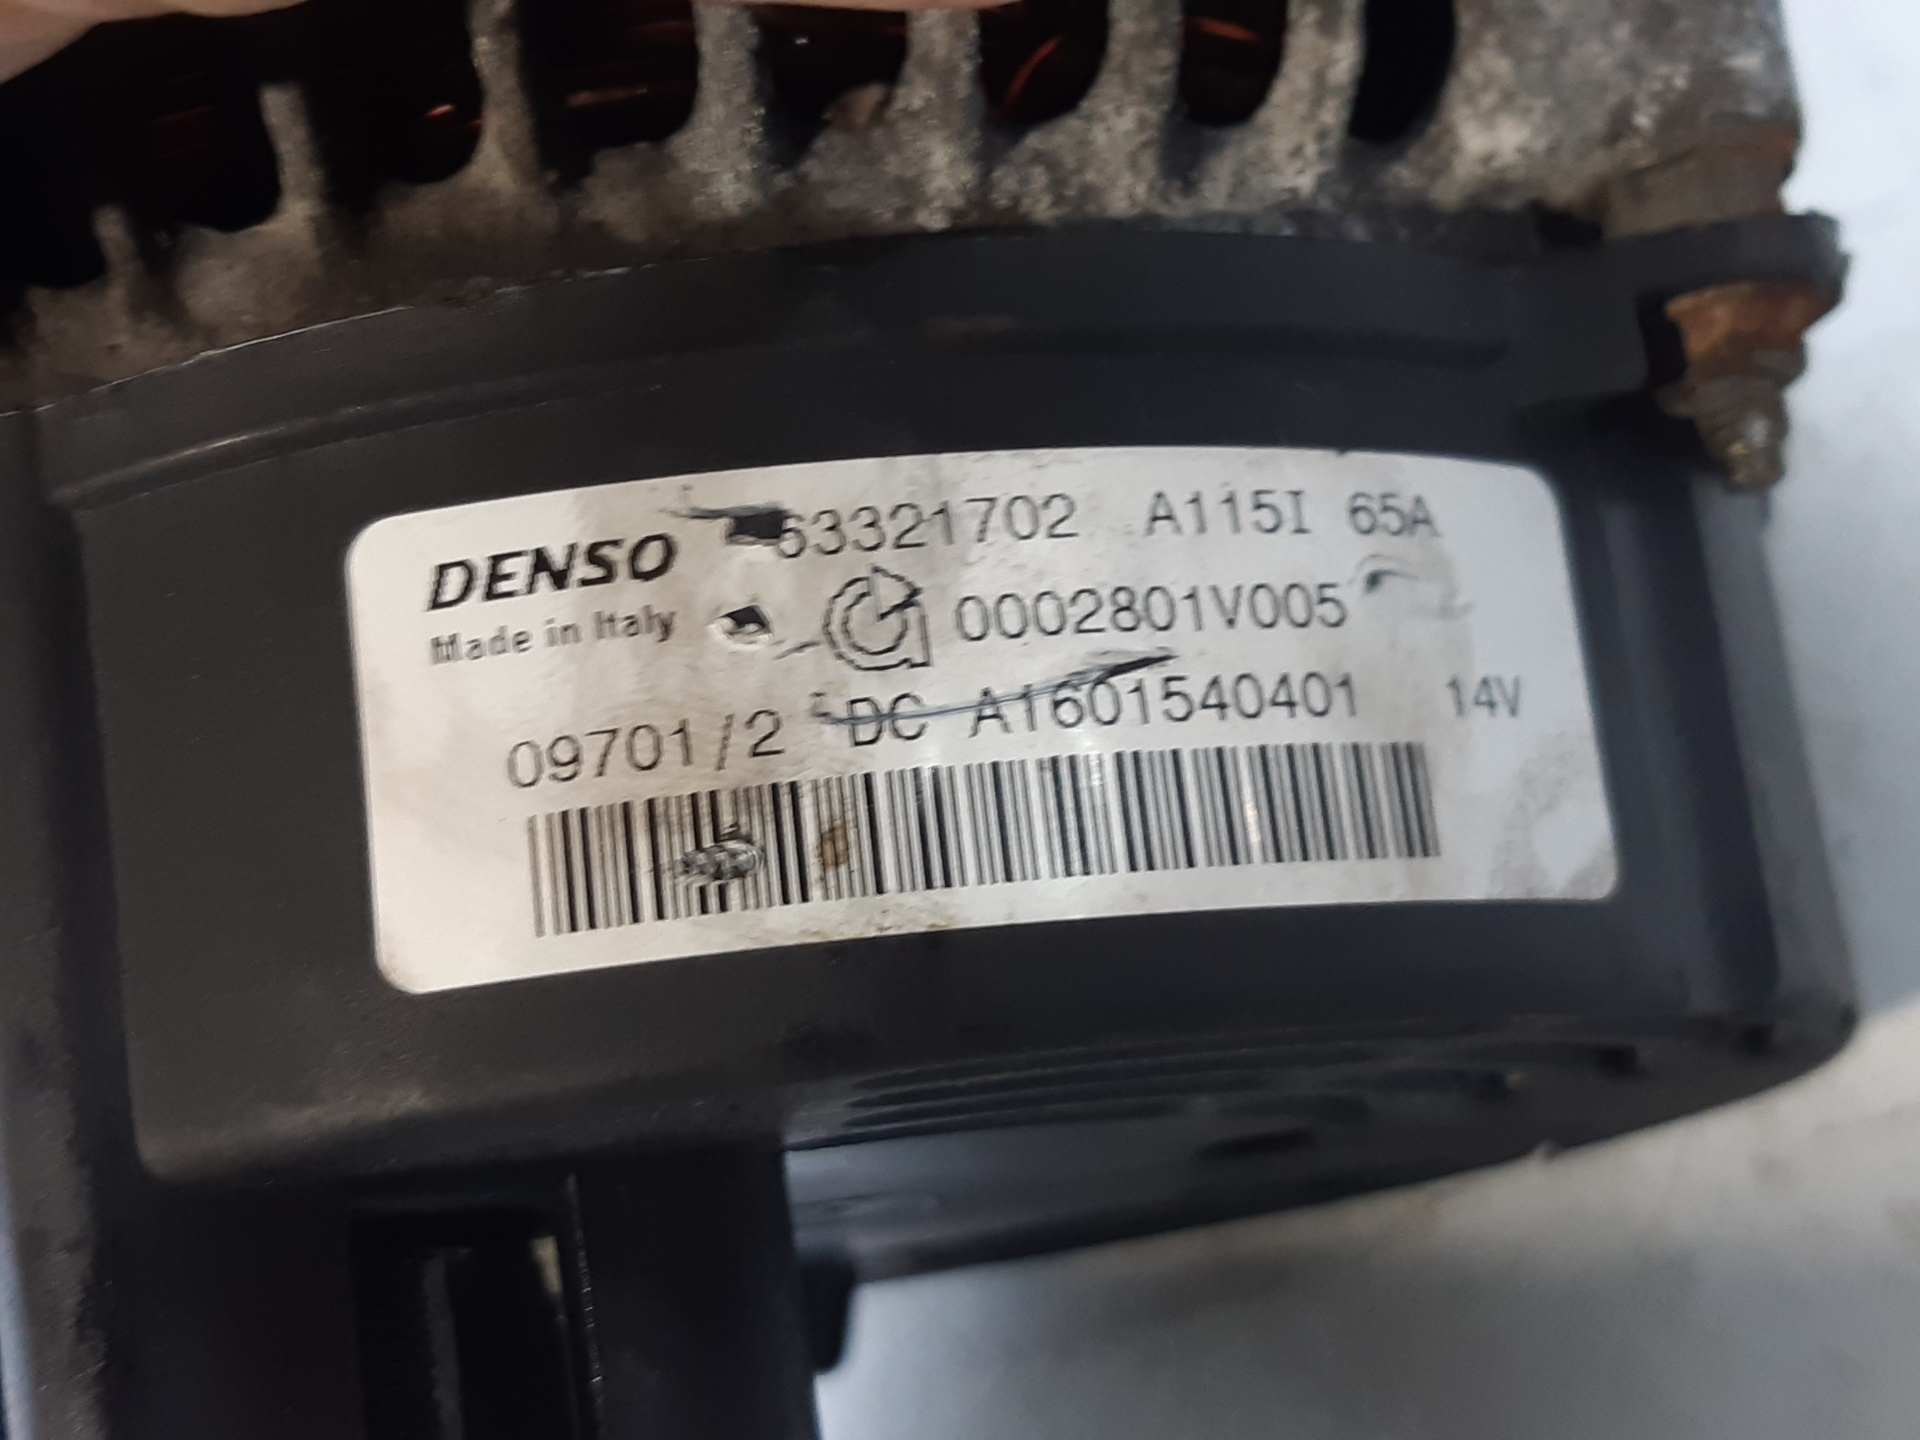 DENSO 63321702 A115I 65A
Made in Italy 0002801V005
09701/2 DC A1601540401 14V